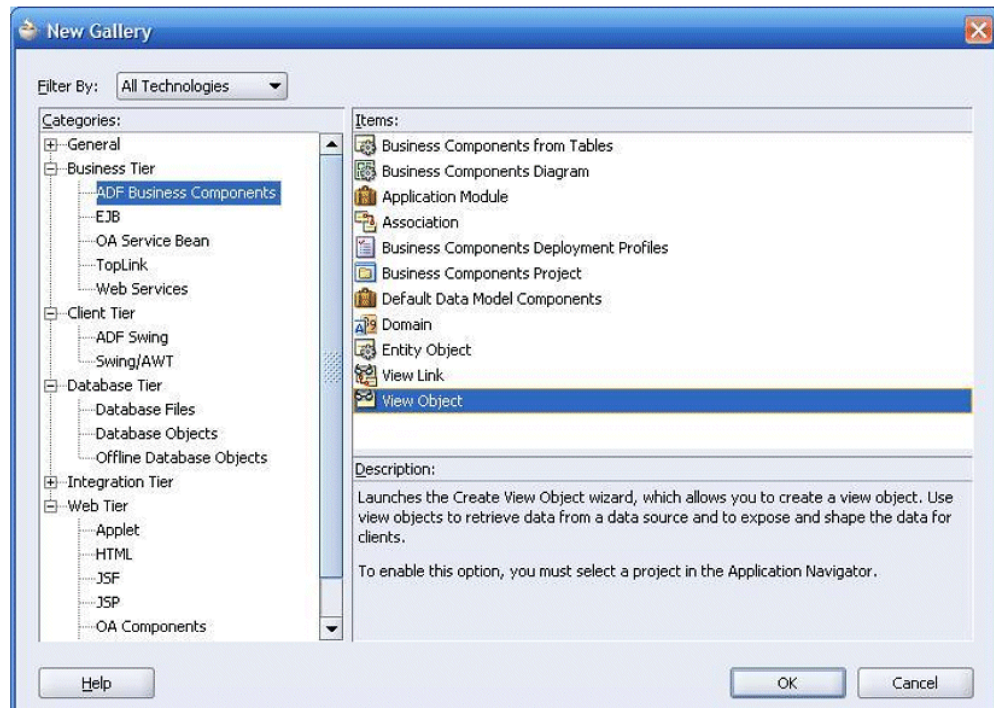 New Gallery
Filter By: All Technologies
Categories:
General
Business Tier
ADF Business Components
EJB
OA Service Bean
TopLink
Web Services
Client Tier
ADF Swing
Swing/AWT
Database Tier
Database Files
Database Objects
Offline Database Objects
Integration Tier
Web Tier
Applet
HTML
JSF
JSP
OA Components
Items:
Business Components from Tables
Business Components Diagram
Application Module
Association
Business Components Deployment Profiles
Business Components Project
Default Data Model Components
Domain
Entity Object
View Link
View Object
Description:
Launches the Create View Object wizard, which allows you to create a view object. Use
view objects to retrieve data from a data source and to expose and shape the data for
clients.
To enable this option, you must select a project in the Application Navigator.
Help
OK
Cancel